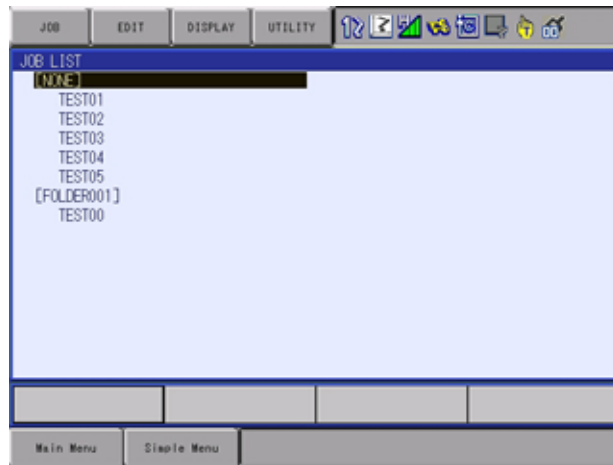 JOB EDIT DISPLAY UTILITY
JOB LIST
[NONE]
TEST01
TEST02
TEST03
TEST04
TEST05
[FOLDER001]
TEST00
Main Menu Simple Menu